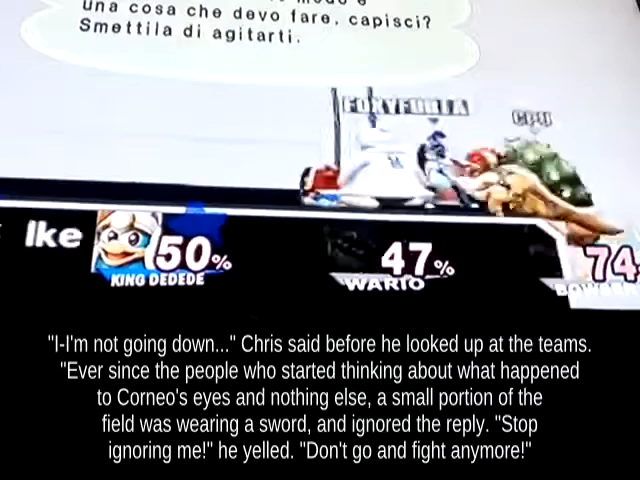 una cosa che devo fare, capisci?
Smettila di agitarti.
FOXYFURIA
CPU
Ike
50%
KING DEDEDE
47%
WARIO
74
BOWSER
"I-I'm not going down..." Chris said before he looked up at the teams.
"Ever since the people who started thinking about what happened
to Corneo's eyes and nothing else, a small portion of the
field was wearing a sword, and ignored the reply. "Stop
ignoring me!" he yelled. "Don't go and fight anymore!"